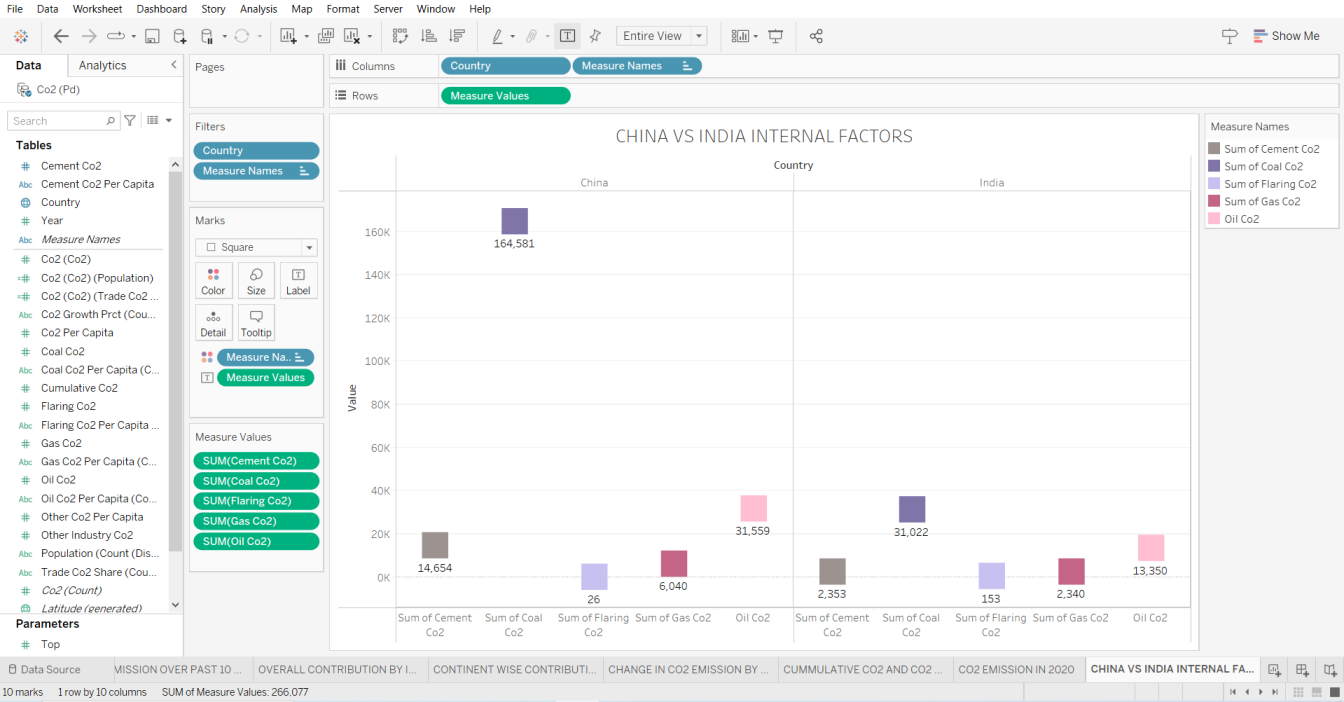 File Data Worksheet Dashboard Story Analysis Map Format Server Window Help
Entire View
Show Me
Data Analytics
Co2 (Pd)
Search
Tables
# Cement Co2
Abc Cement Co2 Per Capita
Country
# Year
Abc Measure Names
# Co2 (Co2)
=# Co2 (Co2) (Population)
=# Co2 (Co2) (Trade Co2 ...
Abc Co2 Growth Prct (Cou...
# Co2 Per Capita
# Coal Co2
Abc Coal Co2 Per Capita (C...
# Cumulative Co2
# Flaring Co2
Abc Flaring Co2 Per Capita ...
# Gas Co2
Abc Gas Co2 Per Capita (C...
# Oil Co2
Abc Oil Co2 Per Capita (Co...
# Other Co2 Per Capita
# Other Industry Co2
Abc Population (Count (Dis...
Abc Trade Co2 Share (Cou...
# Co2 (Count)
Latitude (generated)
Parameters
# Top
Pages
Filters
Country
Measure Names
Marks
Square
Color Size Label
Detail Tooltip
Measure Na..
Measure Values
Measure Values
SUM(Cement Co2)
SUM(Coal Co2)
SUM(Flaring Co2)
SUM(Gas Co2)
SUM(Oil Co2)
Columns Country Measure Names
Rows Measure Values
CHINA VS INDIA INTERNAL FACTORS
Country
China India
Value
160K
140K
120K
100K
80K
60K
40K
20K
0K
164,581
14,654
26
6,040
31,559
2,353
31,022
153
2,340
13,350
Sum of Cement Co2
Sum of Coal Co2
Sum of Flaring Co2
Sum of Gas Co2
Oil Co2
Sum of Cement Co2
Sum of Coal Co2
Sum of Flaring Co2
Sum of Gas Co2
Oil Co2
Measure Names
Sum of Cement Co2
Sum of Coal Co2
Sum of Flaring Co2
Sum of Gas Co2
Oil Co2
Data Source MISSION OVER PAST 10 ... OVERALL CONTRIBUTION BY I... CONTINENT WISE CONTRIBUTI... CHANGE IN CO2 EMISSION BY ... CUMMULATIVE CO2 AND CO2 ... CO2 EMISSION IN 2020 CHINA VS INDIA INTERNAL FA...
10 marks 1 row by 10 columns SUM of Measure Values: 266,077